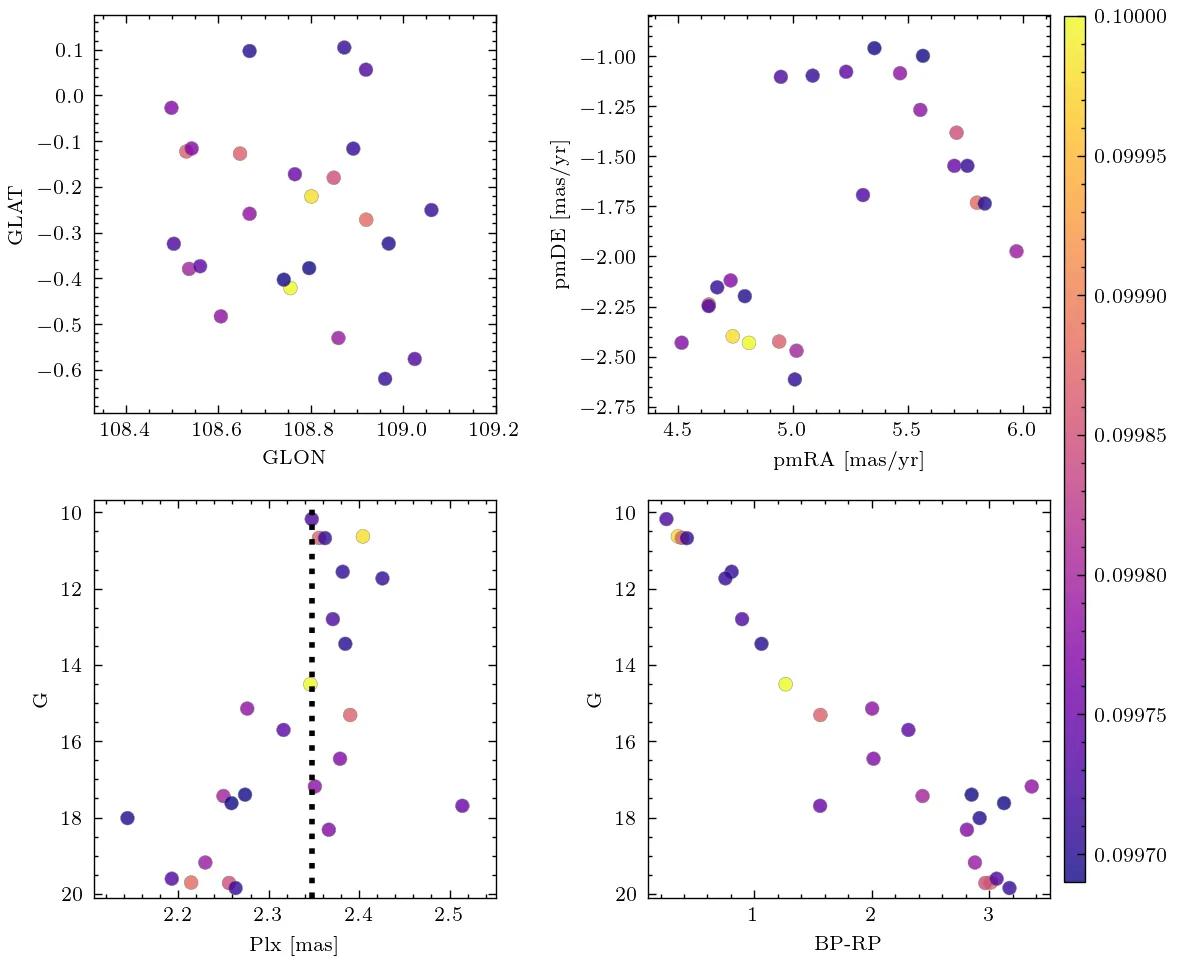 0.1
0.0
−0.1
−0.2
−0.3
−0.4
−0.5
−0.6
GLAT
108.4 108.6 108.8 109.0 109.2
GLON
−1.00
−1.25
−1.50
−1.75
−2.00
−2.25
−2.50
−2.75
pmDE [mas/yr]
4.5 5.0 5.5 6.0
pmRA [mas/yr]
10
12
14
16
18
20
G
2.2 2.3 2.4 2.5
Plx [mas]
10
12
14
16
18
20
G
1 2 3
BP-RP
0.10000
0.09995
0.09990
0.09985
0.09980
0.09975
0.09970